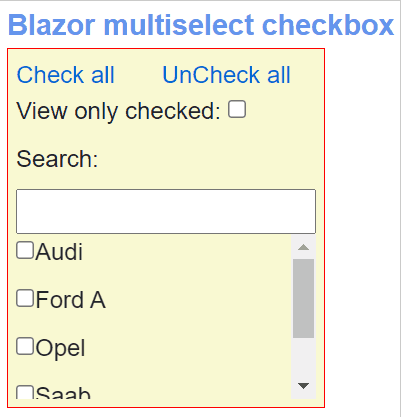 Blazor multiselect checkbox
Check all UnCheck all
View only checked:
Search:
Audi
Ford A
Opel
Saab